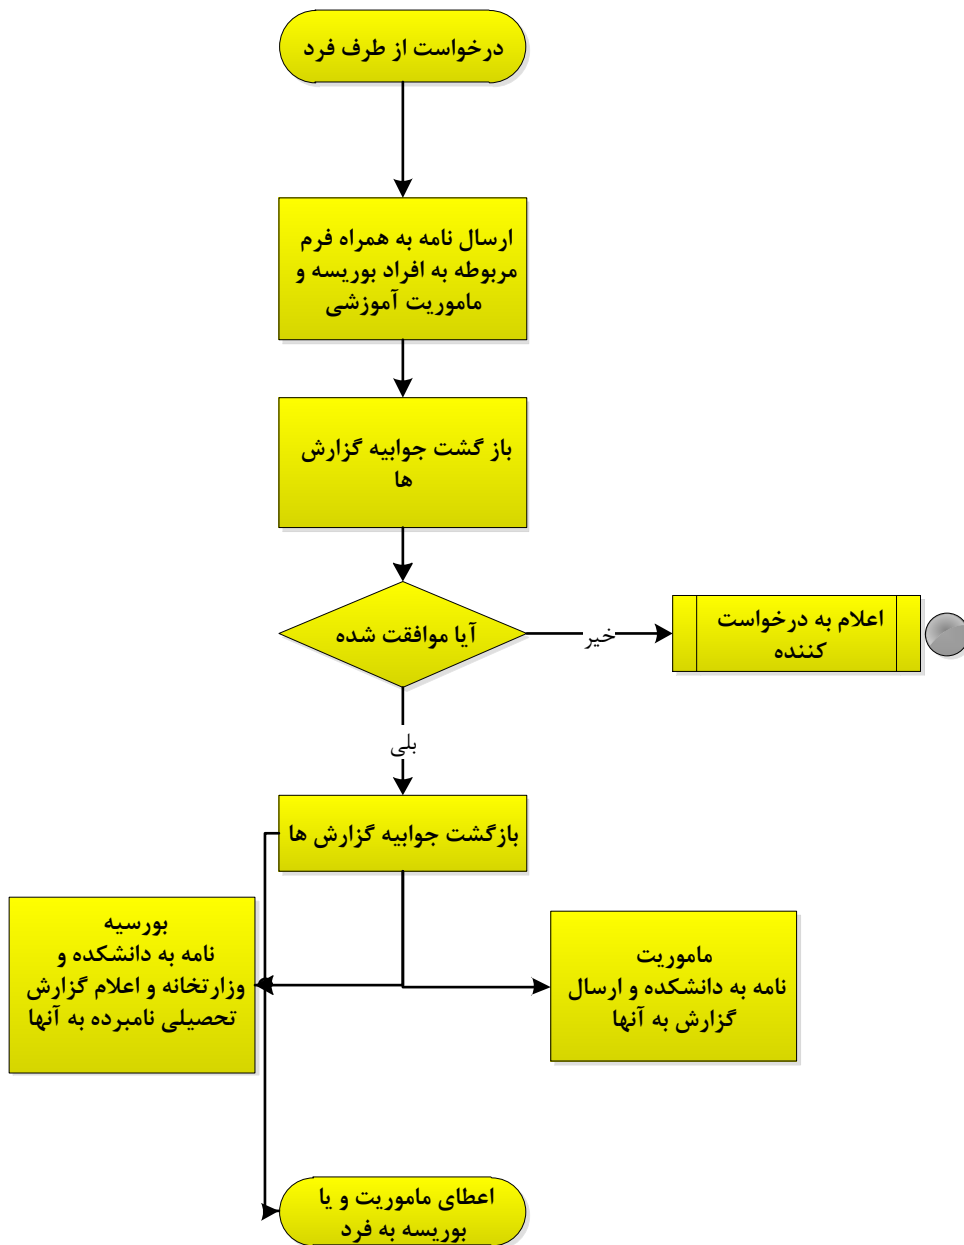 درخواست از طرف فرد
ارسال نامه به همراه فرم
مربوطه به افراد بوریسه و
ماموریت آموزشی
باز گشت جوابیه گزارش
ها
آیا موافقت شده
خیر
اعلام به درخواست
کننده
بلی
بازگشت جوابیه گزارش ها
ماموریت
نامه به دانشکده و ارسال
گزارش به آنها
بورسیه
نامه به دانشکده و
وزارتخانه و اعلام گزارش
تحصیلی نامبرده به آنها
اعطای ماموریت و یا
بوریسه به فرد